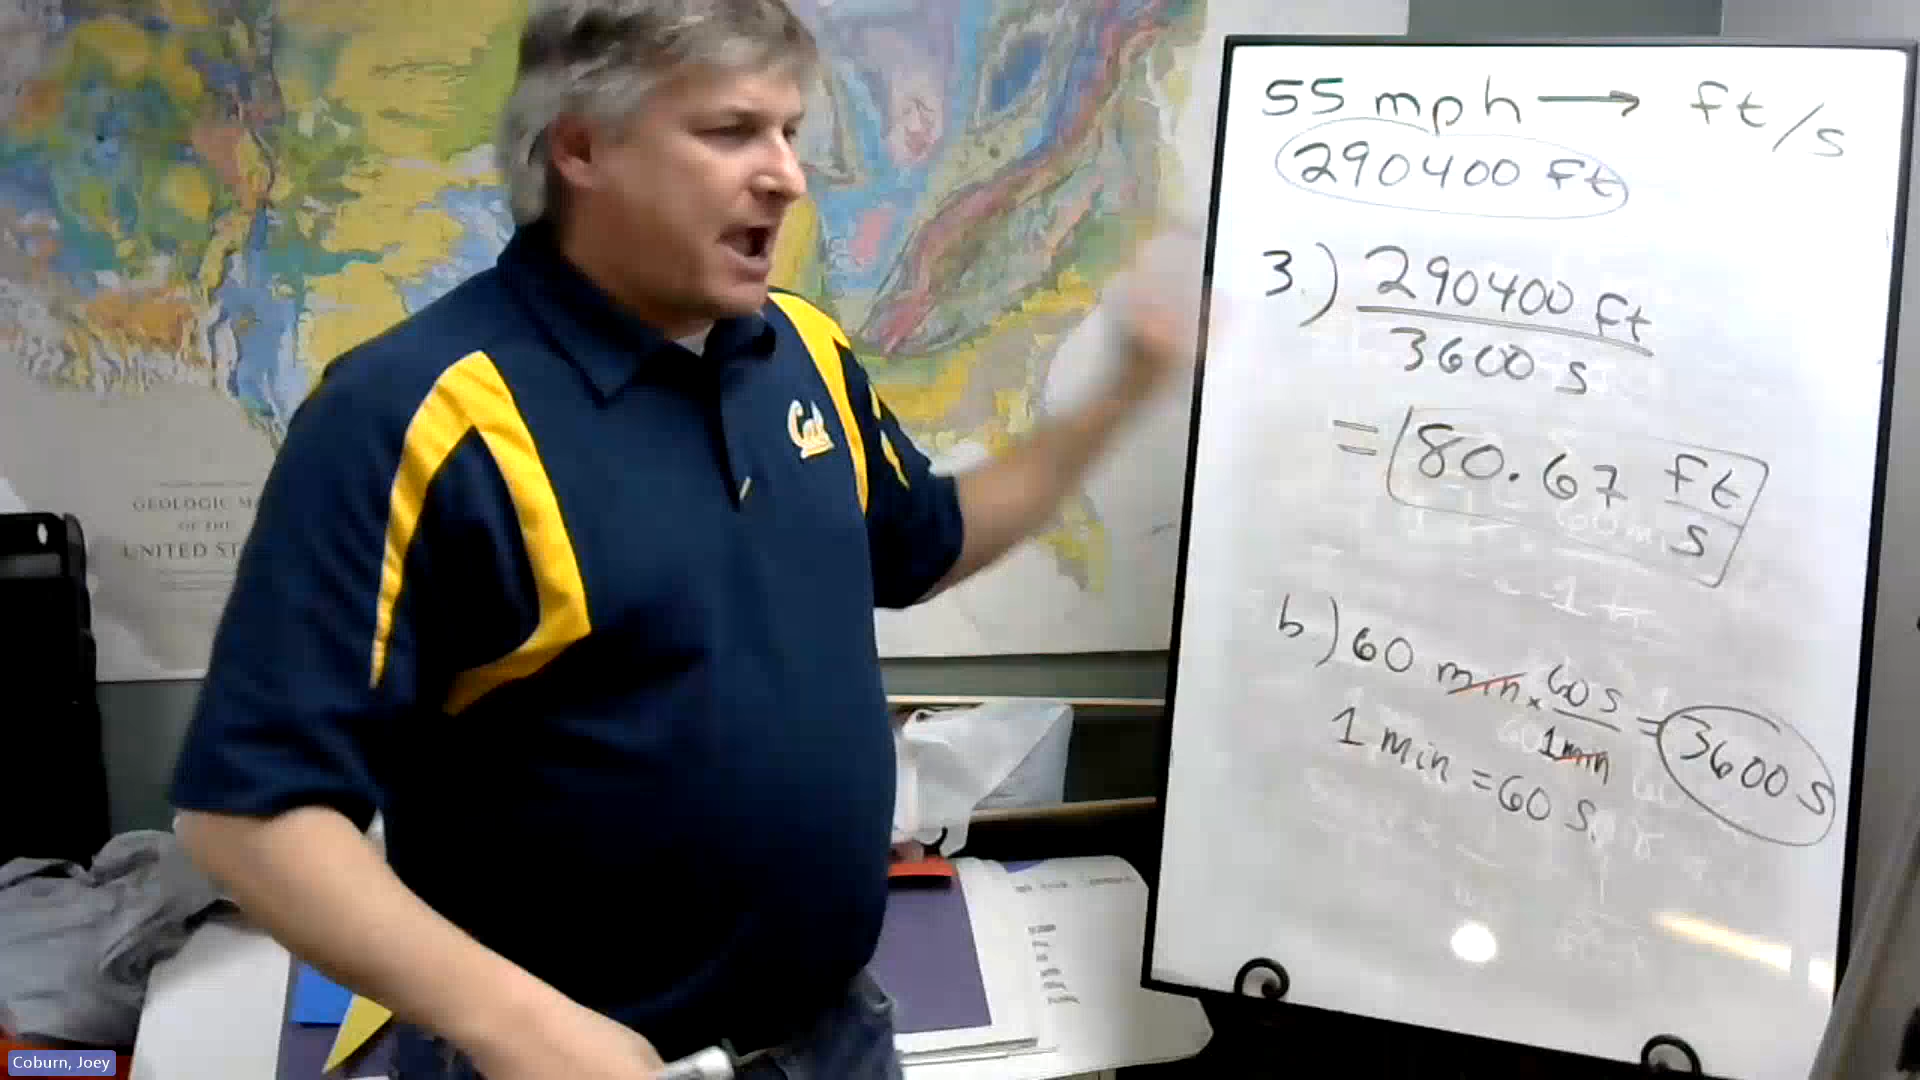 55 mph → ft/s
290400 ft
3.) 290400 ft
3600 s
= 80.67 ft
s
b.) 60 min × 60 s = 3600 s
1 min
1 min = 60 s.
Cal
GEOLOGIC M
OF THE
UNITED ST
Coburn, Joey